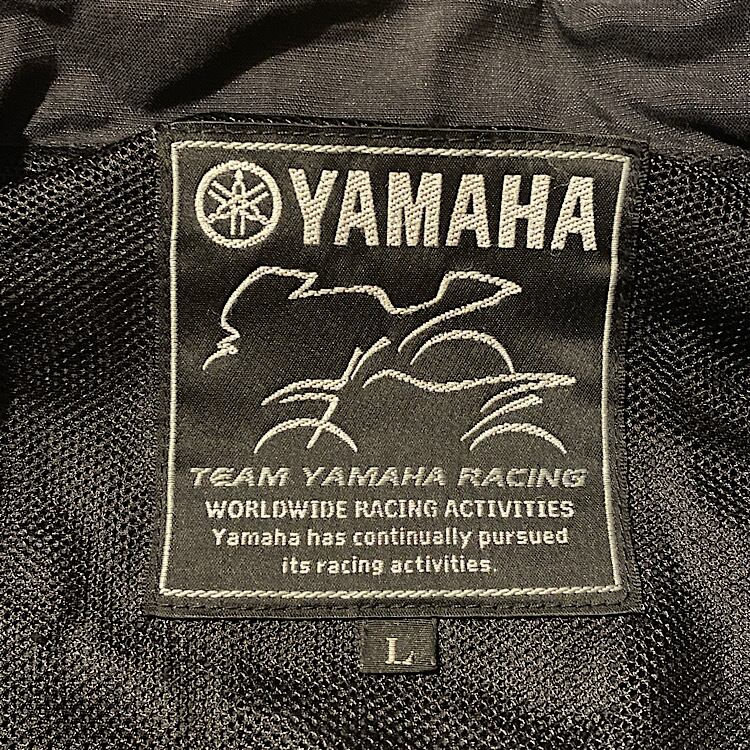 YAMAHA
TEAM YAMAHA RACING
WORLDWIDE RACING ACTIVITIES
Yamaha has continually pursued
its racing activities.
L